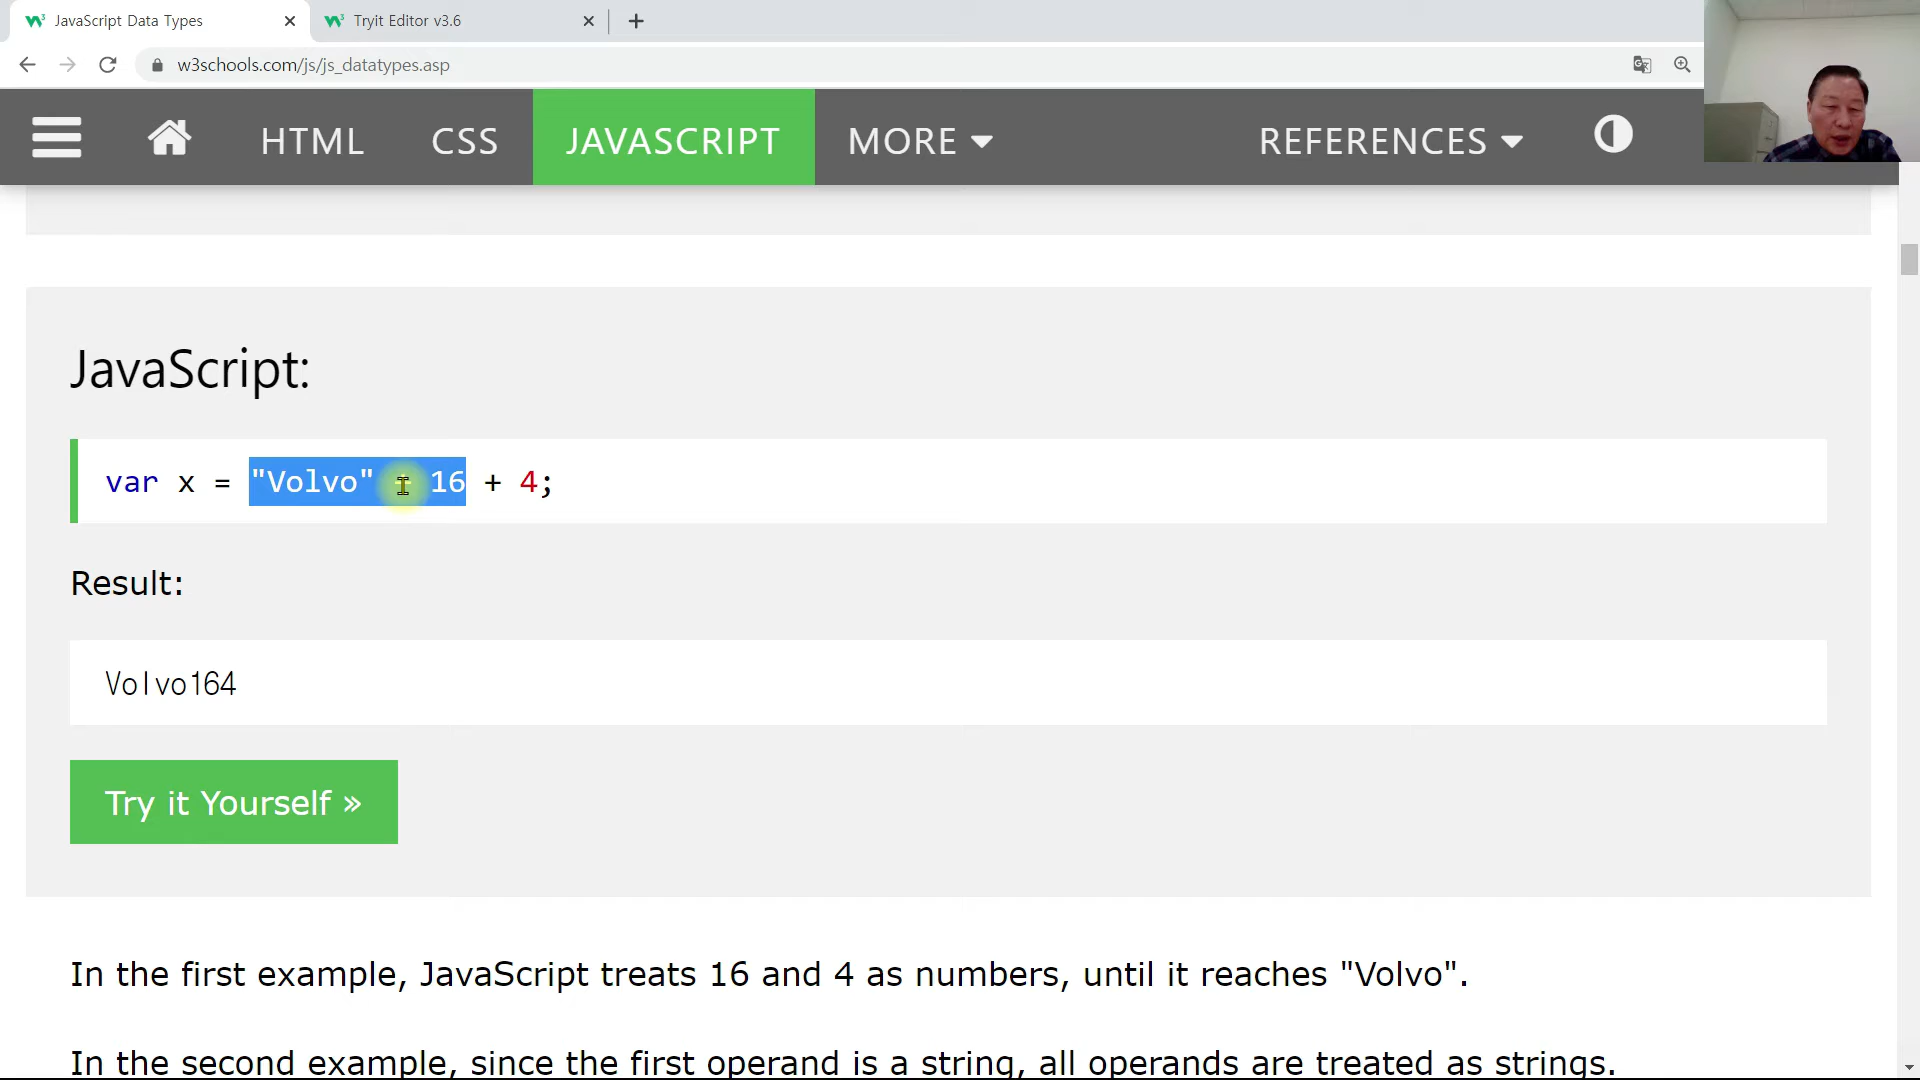 JavaScript Data Types
Tryit Editor v3.6
w3schools.com/js/js_datatypes.asp
HTML CSS JAVASCRIPT MORE REFERENCES
JavaScript:
var x = "Volvo" + 16 + 4;
Result:
Volvo164
Try it Yourself »
In the first example, JavaScript treats 16 and 4 as numbers, until it reaches "Volvo".
In the second example, since the first operand is a string, all operands are treated as strings.